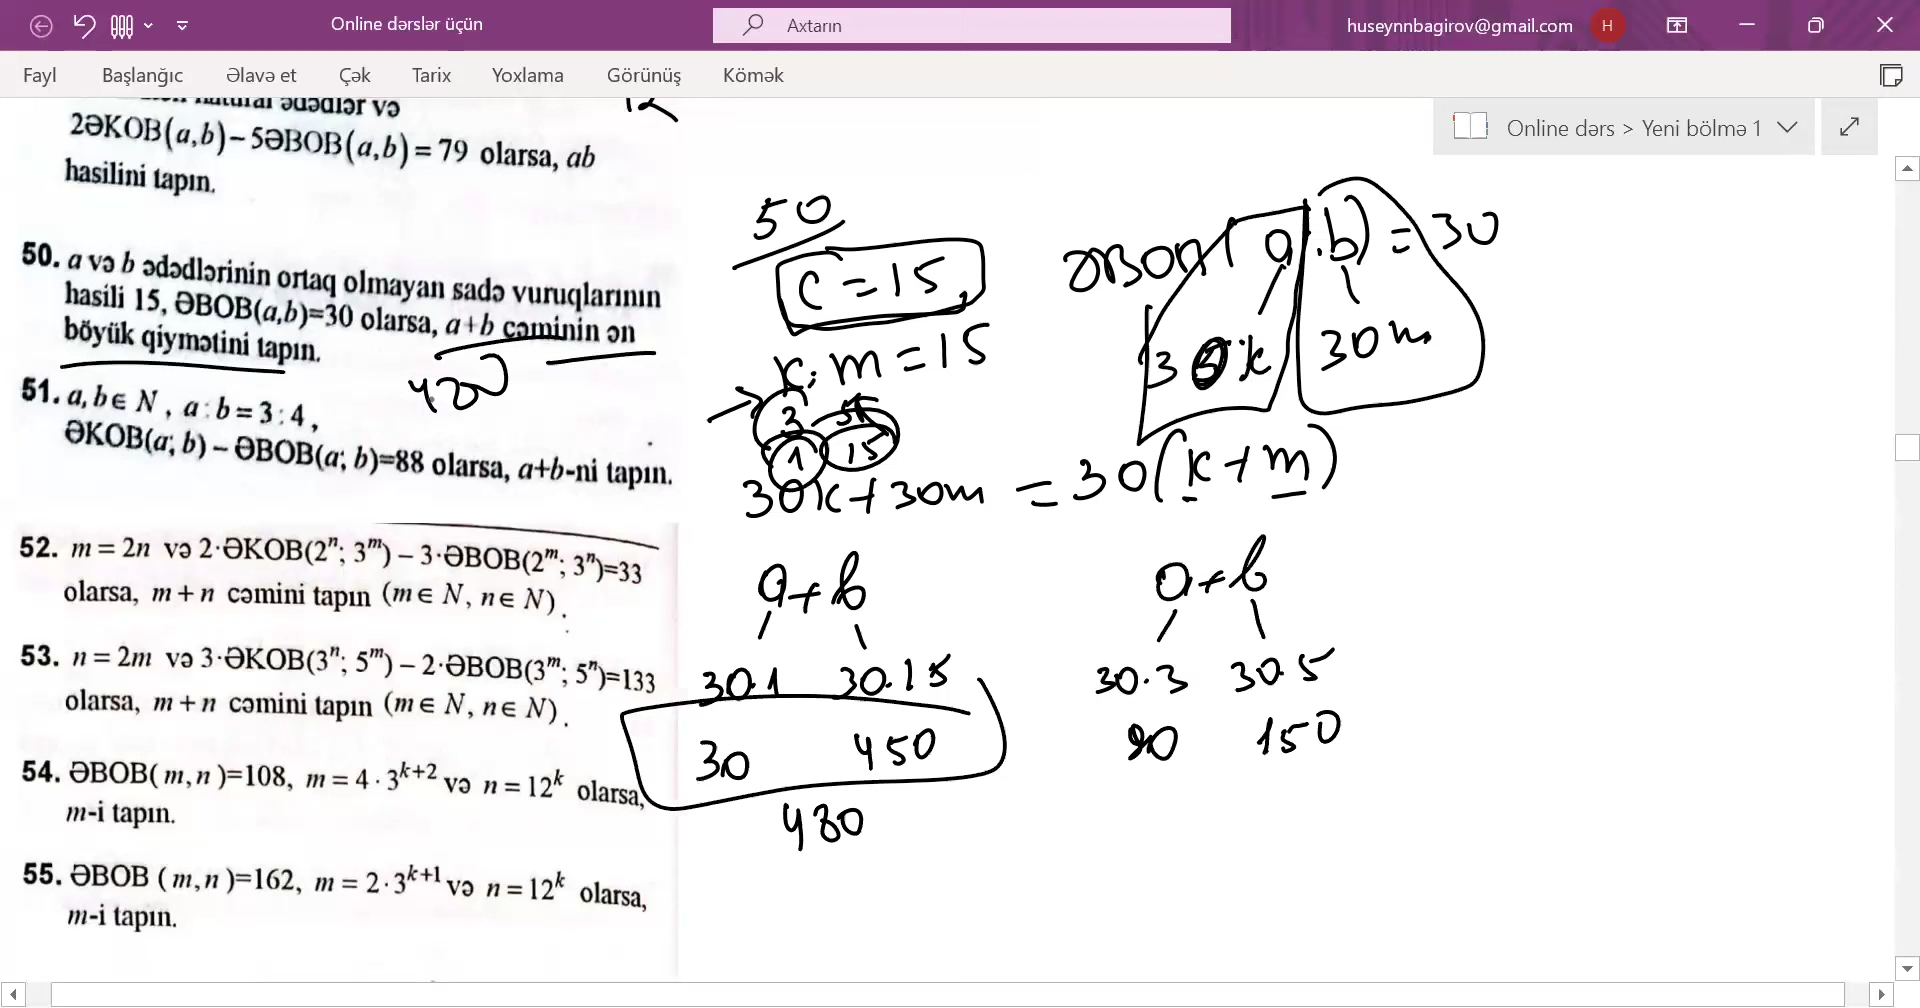 Online dərslər üçün
Axtarın
huseynnbagirov@gmail.com
H
Fayl Başlanğıc Əlavə et Çək Tarix Yoxlama Görünüş Kömək
Online dərs > Yeni bölmə 1
natural ədədlər və
2ƏKOB(a,b) – 5ƏBOB(a,b) = 79 olarsa, ab
hasilini tapın.
50. a və b ədədlərinin ortaq olmayan sadə vuruqlarının
hasili 15, ƏBOB(a,b)=30 olarsa, a+b cəminin ən
böyük qiymətini tapın.
51. a, b ∈ N , a : b = 3 : 4 ,
ƏKOB(a; b) – ƏBOB(a; b)=88 olarsa, a+b-ni tapın.
52. m = 2n və 2·ƏKOB(2ⁿ; 3ᵐ) – 3·ƏBOB(2ᵐ; 3ⁿ)=33
olarsa, m + n cəmini tapın (m ∈ N, n ∈ N) .
53. n = 2m və 3·ƏKOB(3ⁿ; 5ᵐ) – 2·ƏBOB(3ᵐ; 5ⁿ)=133
olarsa, m + n cəmini tapın (m ∈ N, n ∈ N) .
54. ƏBOB( m, n )=108, m = 4 · 3ᵏ⁺² və n = 12ᵏ olarsa,
m-i tapın.
55. ƏBOB ( m, n )=162, m = 2 · 3ᵏ⁺¹ və n = 12ᵏ olarsa,
m-i tapın.
50
C = 15
k · m = 15
3 5
1 15
30k + 30m = 30(k + m)
ƏBOB(a.b) = 30
30k 30m
a + b
30.1 30.15
30 450
480
a + b
30.3 30.5
90 150